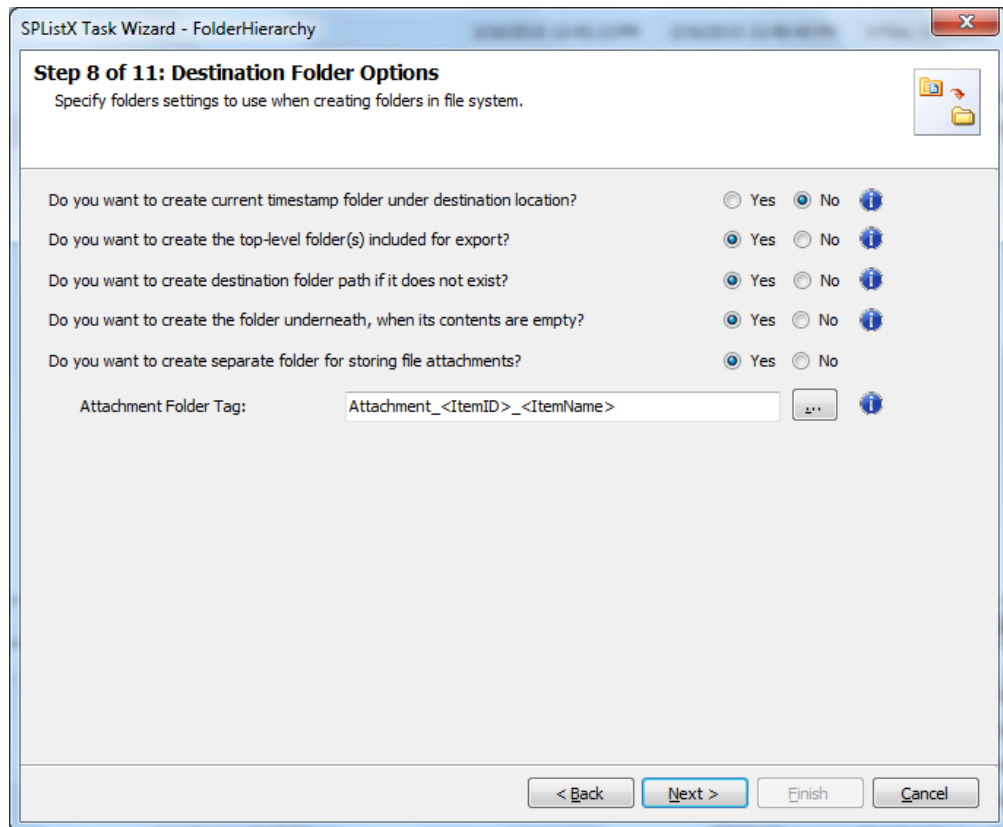 SPListX Task Wizard - FolderHierarchy
Step 8 of 11: Destination Folder Options
Specify folders settings to use when creating folders in file system.
Do you want to create current timestamp folder under destination location? Yes No
Do you want to create the top-level folder(s) included for export? Yes No
Do you want to create destination folder path if it does not exist? Yes No
Do you want to create the folder underneath, when its contents are empty? Yes No
Do you want to create separate folder for storing file attachments? Yes No
Attachment Folder Tag: Attachment_<ItemID>_<ItemName> ...
< Back Next > Finish Cancel